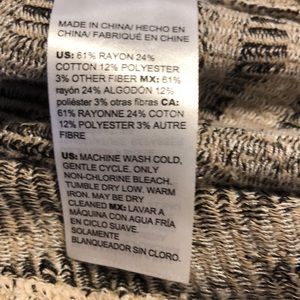 MADE IN CHINA/ HECHO EN
CHINA/ FABRIQUÉ EN CHINE
US: 61% RAYON 24%
COTTON 12% POLYESTER
3% OTHER FIBER MX: 61%
rayón 24% ALGODÓN 12%
poliéster 3% otras fibras CA:
61% RAYONNE 24% COTON
12% POLYESTER 3% AUTRE
FIBRE
US: MACHINE WASH COLD,
GENTLE CYCLE. ONLY
NON-CHLORINE BLEACH.
TUMBLE DRY LOW. WARM
IRON. MAY BE DRY
CLEANED MX: LAVAR A
MÁQUINA CON AGUA FRÍA
EN CICLO SUAVE.
SOLAMENTE
BLANQUEADOR SIN CLORO.